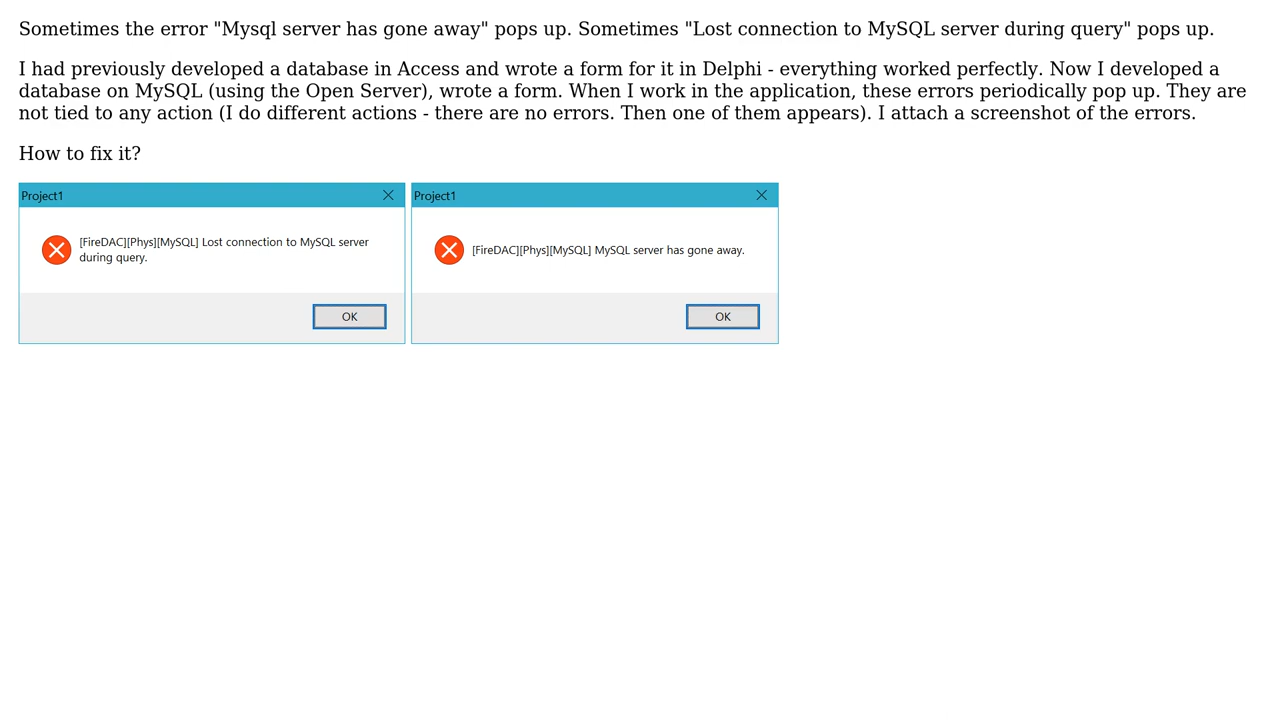 Sometimes the error "Mysql server has gone away" pops up. Sometimes "Lost connection to MySQL server during query" pops up.
I had previously developed a database in Access and wrote a form for it in Delphi - everything worked perfectly. Now I developed a
database on MySQL (using the Open Server), wrote a form. When I work in the application, these errors periodically pop up. They are
not tied to any action (I do different actions - there are no errors. Then one of them appears). I attach a screenshot of the errors.
How to fix it?
Project1
[FireDAC][Phys][MySQL] Lost connection to MySQL server
during query.
OK
Project1
[FireDAC][Phys][MySQL] MySQL server has gone away.
OK